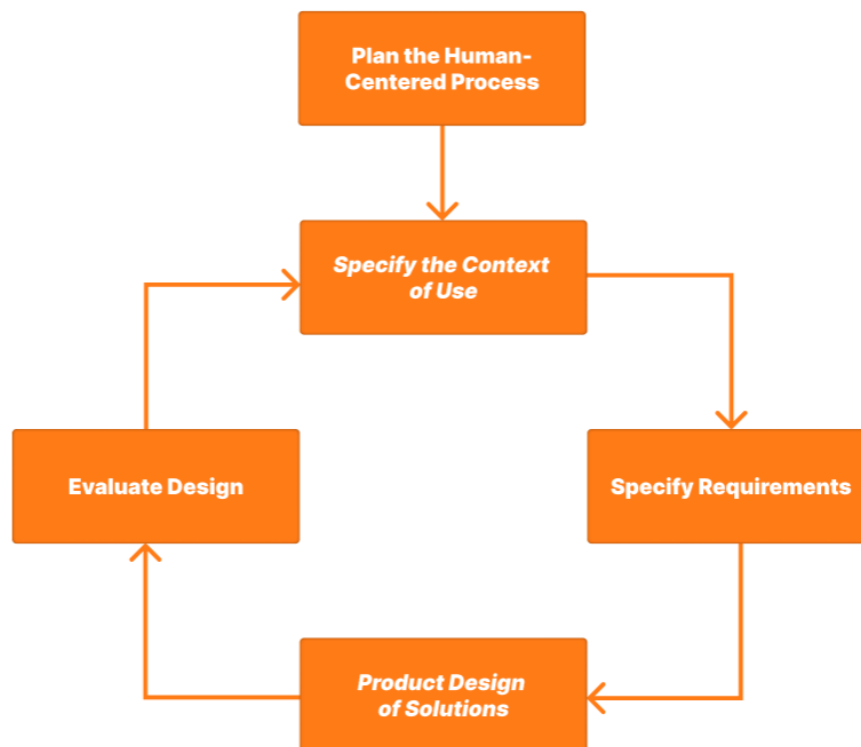 Plan the Human-
Centered Process
Specify the Context
of Use
Evaluate Design
Specify Requirements
Product Design
of Solutions